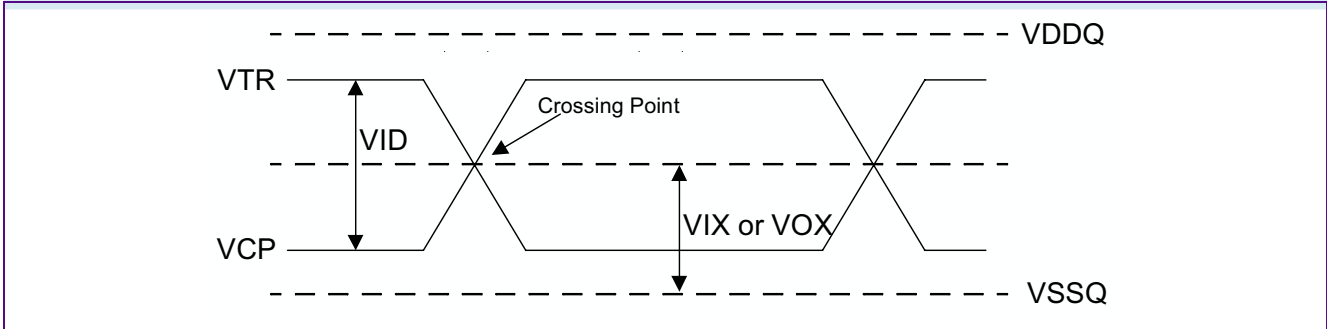 VDDQ
VTR
Crossing Point
VID
VIX or VOX
VCP
VSSQ